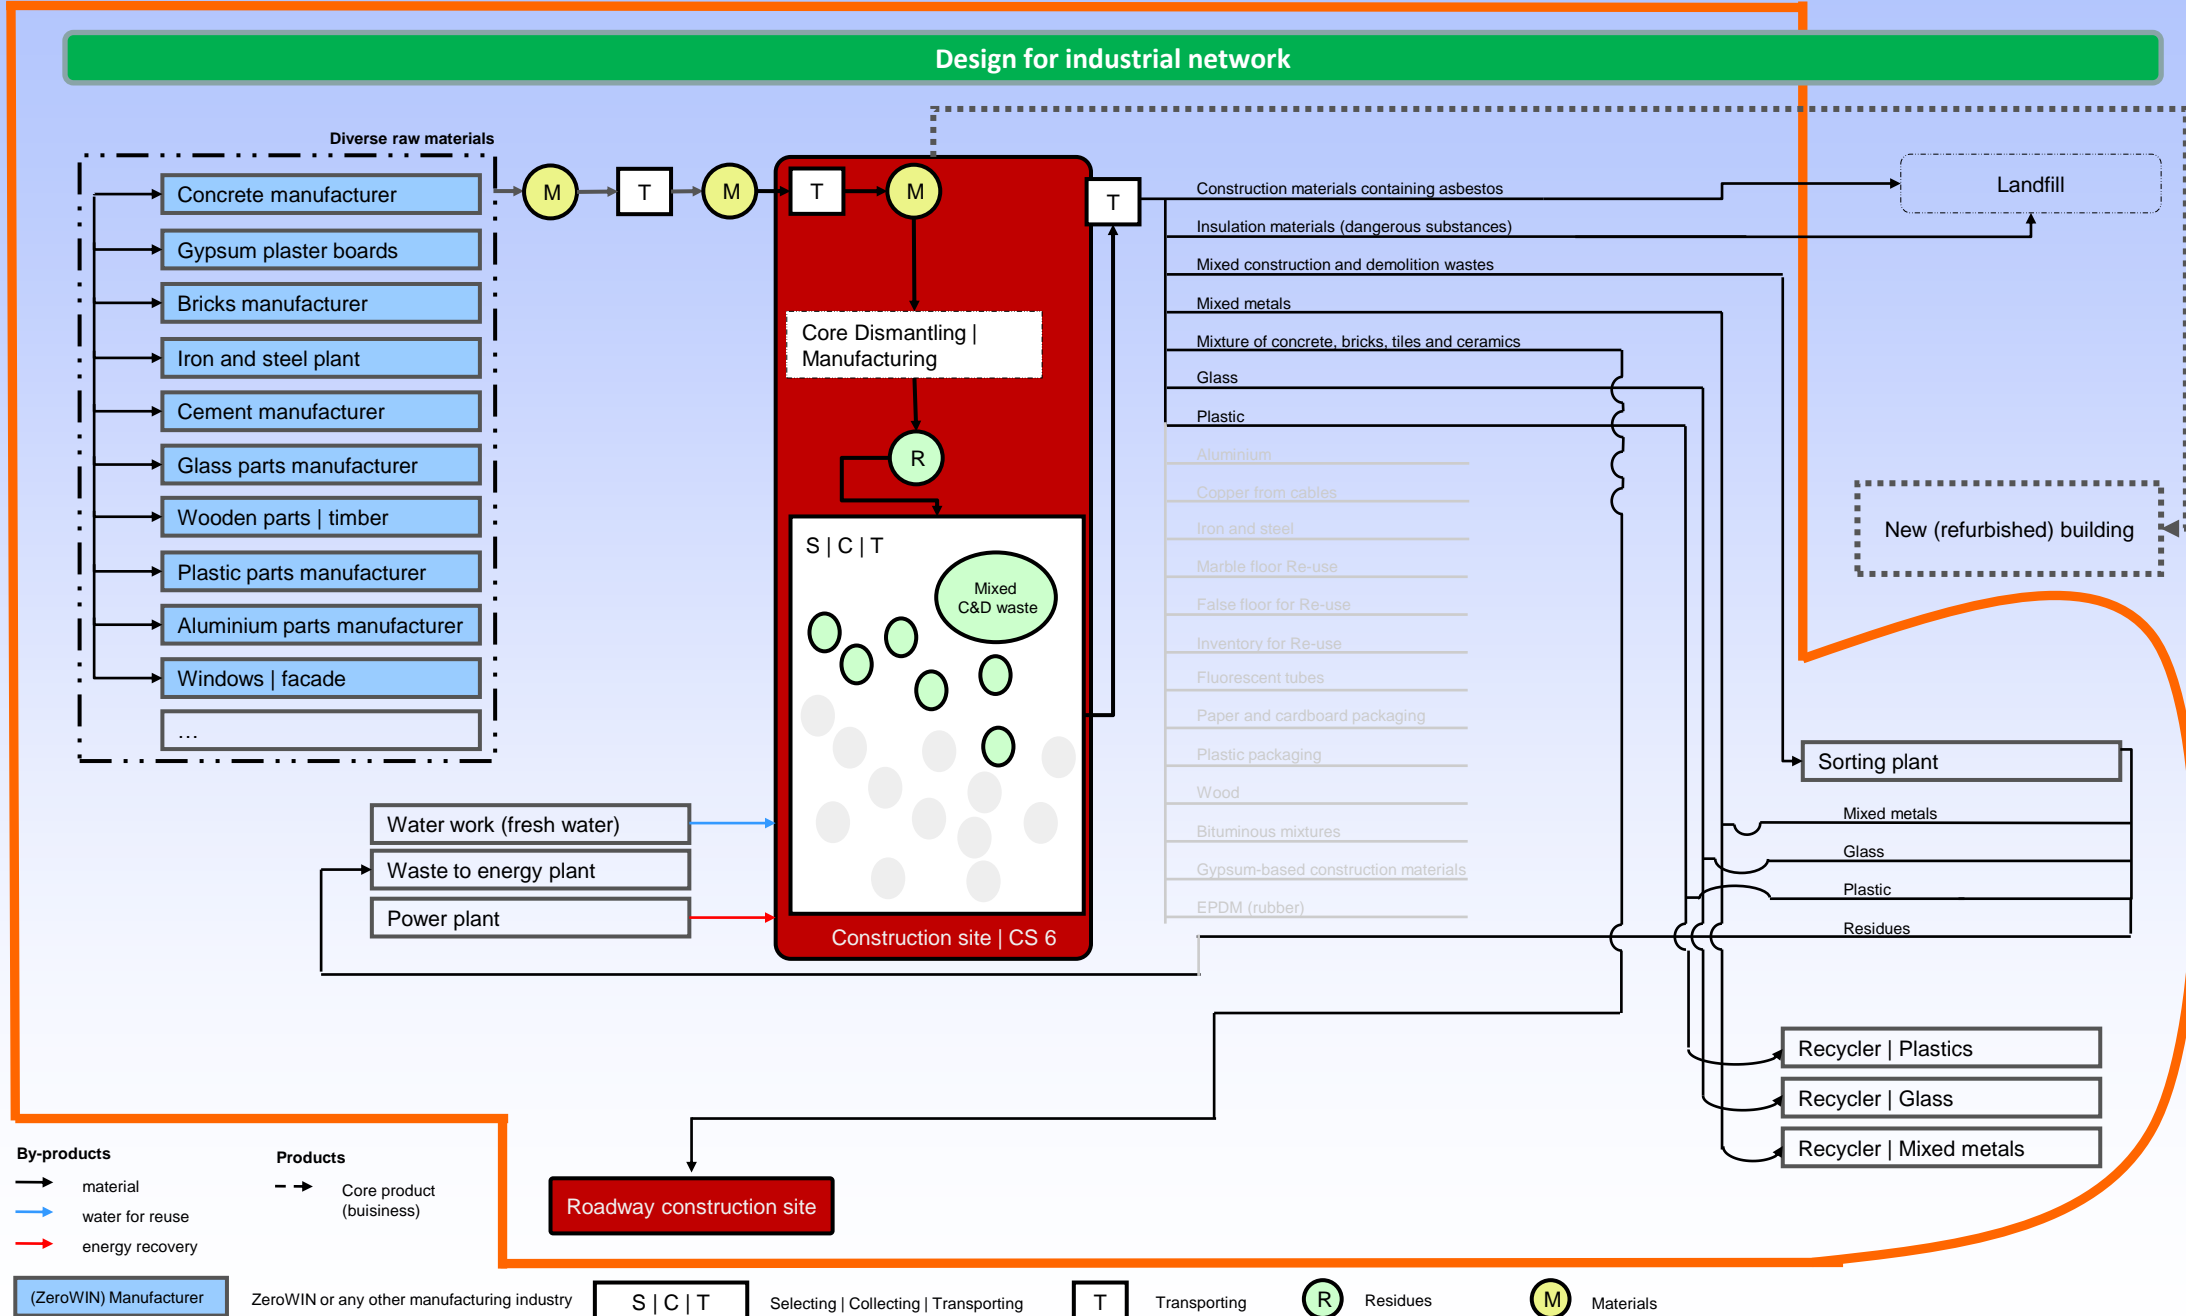 Design for industrial network
Diverse raw materials
Concrete manufacturer
Gypsum plaster boards
Bricks manufacturer
Iron and steel plant
Cement manufacturer
Glass parts manufacturer
Wooden parts | timber
Plastic parts manufacturer
Aluminium parts manufacturer
Windows | facade
...
M
T
M
T
M
T
Core Dismantling |
Manufacturing
R
S | C | T
Mixed
C&D waste
Construction site | CS 6
Water work (fresh water)
Waste to energy plant
Power plant
Construction materials containing asbestos
Insulation materials (dangerous substances)
Mixed construction and demolition wastes
Mixed metals
Mixture of concrete, bricks, tiles and ceramics
Glass
Plastic
Aluminium
Copper from cables
Iron and steel
Marble floor Re-use
False floor for Re-use
Inventory for Re-use
Fluorescent tubes
Paper and cardboard packaging
Plastic packaging
Wood
Bituminous mixtures
Gypsum-based construction materials
EPDM (rubber)
Landfill
New (refurbished) building
Sorting plant
Mixed metals
Glass
Plastic
Residues
Recycler | Plastics
Recycler | Glass
Recycler | Mixed metals
Roadway construction site
By-products
material
water for reuse
energy recovery
Products
Core product
(buisiness)
(ZeroWIN) Manufacturer
ZeroWIN or any other manufacturing industry
S | C | T
Selecting | Collecting | Transporting
T
Transporting
R
Residues
M
Materials